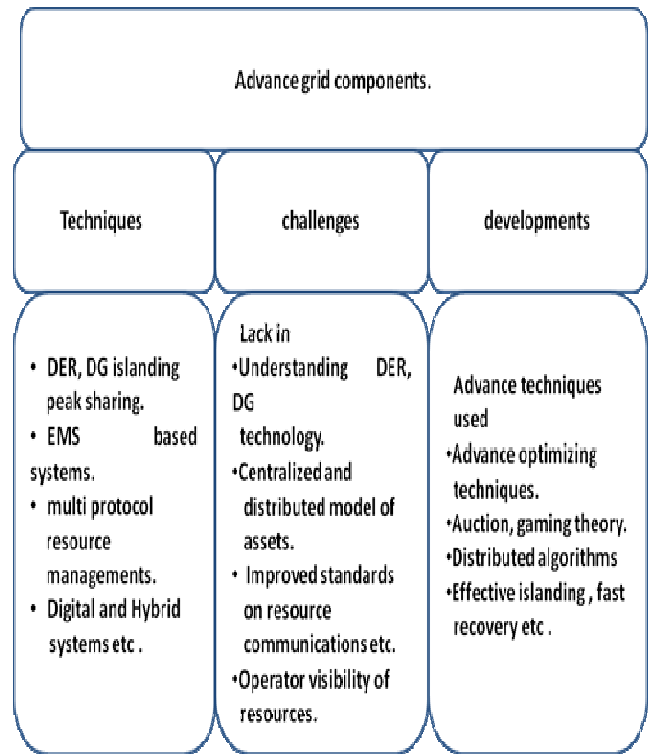 Advance grid components.
Techniques
challenges
developments
• DER, DG islanding
peak sharing.
• EMS based
systems.
• multi protocol
resource
managements.
• Digital and Hybrid
systems etc .
Lack in
•Understanding DER,
DG
technology.
•Centralized and
distributed model of
assets.
• Improved standards
on resource
communications etc.
•Operator visibility of
resources.
Advance techniques
used
•Advance optimizing
techniques.
•Auction, gaming theory.
•Distributed algorithms
•Effective islanding , fast
recovery etc .